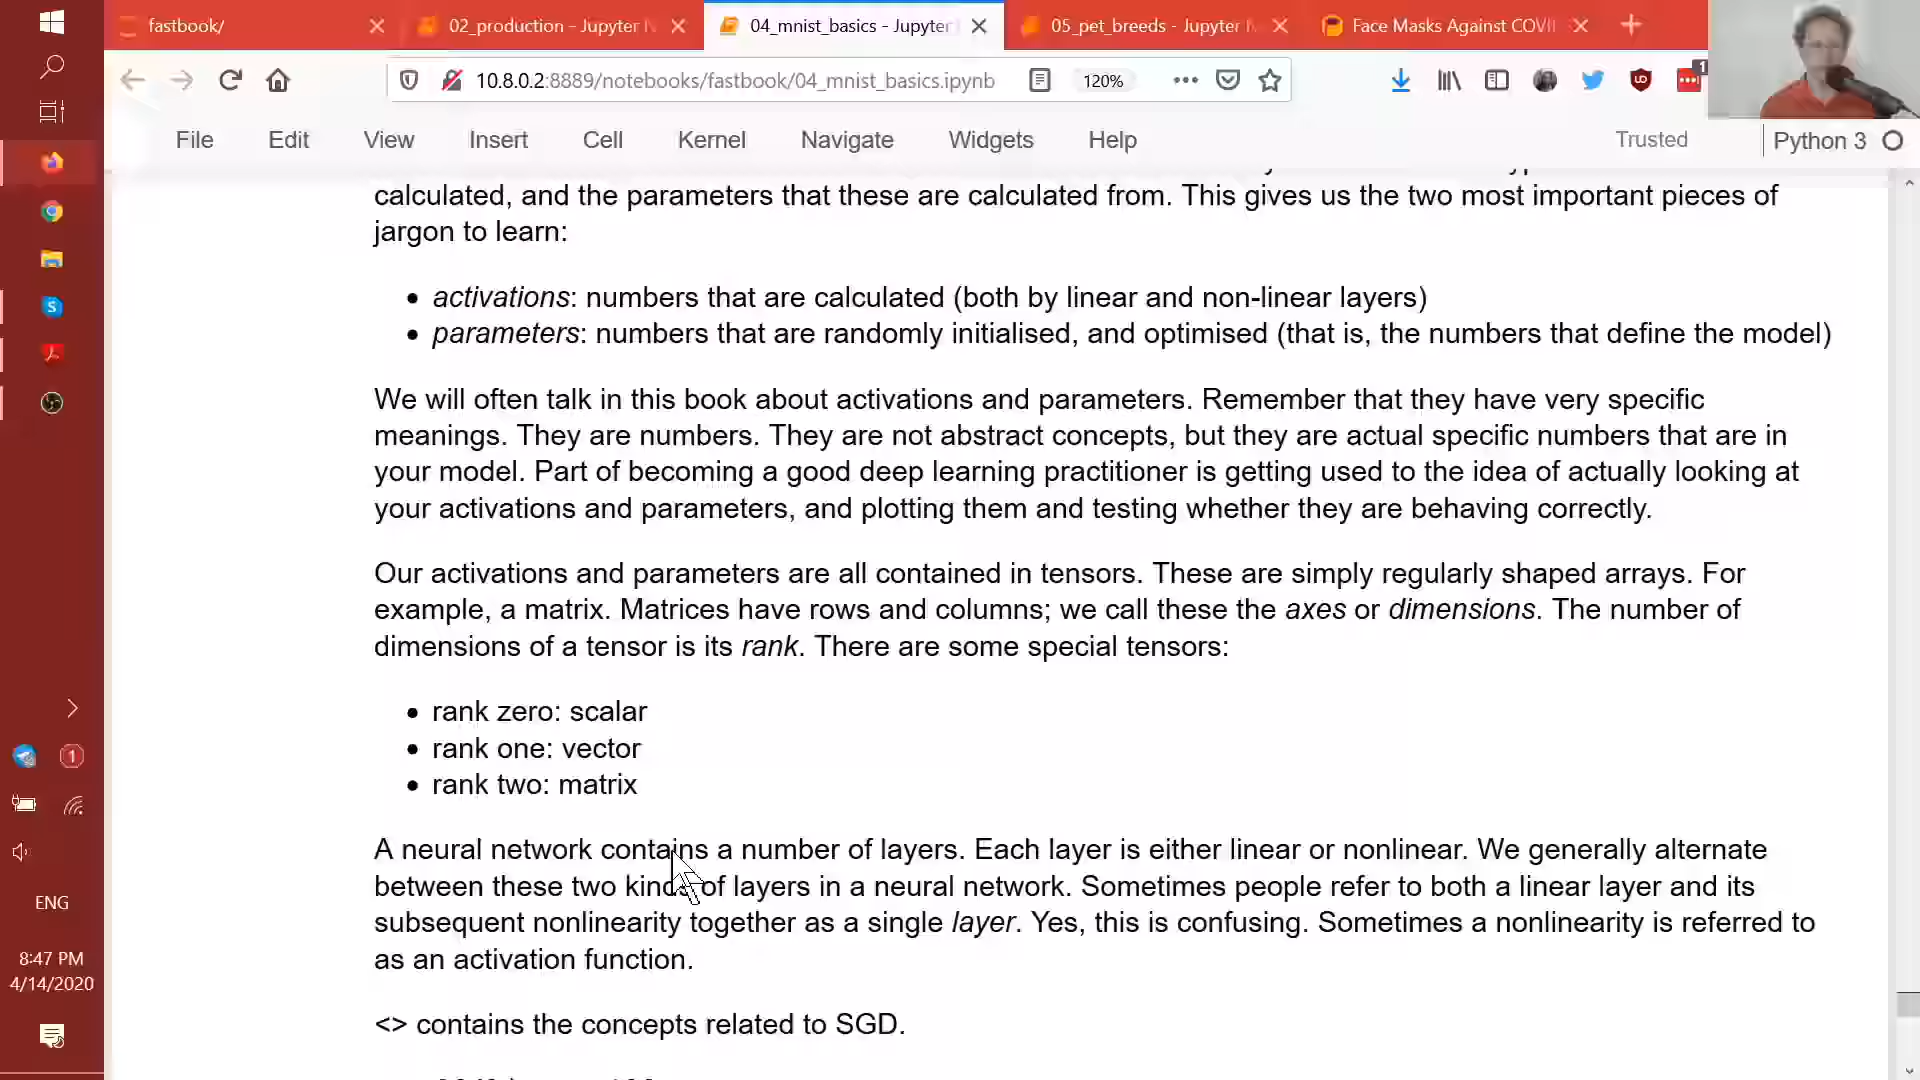 fastbook/
02_production - Jupyter N
04_mnist_basics - Jupyter
05_pet_breeds - Jupyter N
Face Masks Against COVI
10.8.0.2:8889/notebooks/fastbook/04_mnist_basics.ipynb
120%
1
File Edit View Insert Cell Kernel Navigate Widgets Help
Trusted
Python 3
calculated, and the parameters that these are calculated from. This gives us the two most important pieces of
jargon to learn:
• activations: numbers that are calculated (both by linear and non-linear layers)
• parameters: numbers that are randomly initialised, and optimised (that is, the numbers that define the model)
We will often talk in this book about activations and parameters. Remember that they have very specific
meanings. They are numbers. They are not abstract concepts, but they are actual specific numbers that are in
your model. Part of becoming a good deep learning practitioner is getting used to the idea of actually looking at
your activations and parameters, and plotting them and testing whether they are behaving correctly.
Our activations and parameters are all contained in tensors. These are simply regularly shaped arrays. For
example, a matrix. Matrices have rows and columns; we call these the axes or dimensions. The number of
dimensions of a tensor is its rank. There are some special tensors:
• rank zero: scalar
• rank one: vector
• rank two: matrix
A neural network contains a number of layers. Each layer is either linear or nonlinear. We generally alternate
between these two kinds of layers in a neural network. Sometimes people refer to both a linear layer and its
subsequent nonlinearity together as a single layer. Yes, this is confusing. Sometimes a nonlinearity is referred to
as an activation function.
<> contains the concepts related to SGD.
1
ENG
8:47 PM
4/14/2020